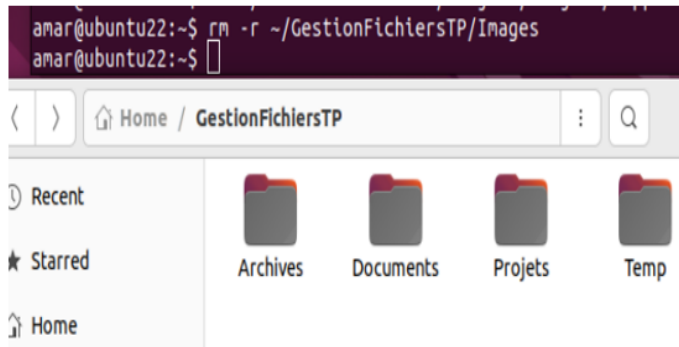 amar@ubuntu22:~$ rm -r ~/GestionFichiersTP/Images
amar@ubuntu22:~$
Home / GestionFichiersTP
Recent
Starred
Home
Archives
Documents
Projets
Temp